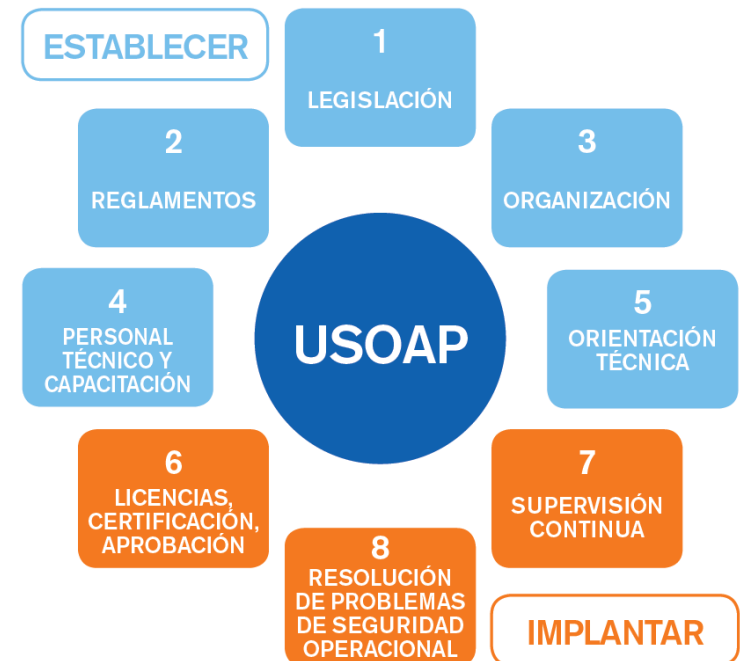 ESTABLECER
1
LEGISLACIÓN
2
REGLAMENTOS
3
ORGANIZACIÓN
4
PERSONAL
TÉCNICO Y
CAPACITACIÓN
USOAP
5
ORIENTACIÓN
TÉCNICA
6
LICENCIAS,
CERTIFICACIÓN,
APROBACIÓN
7
SUPERVISIÓN
CONTINUA
8
RESOLUCIÓN
DE PROBLEMAS
DE SEGURIDAD
OPERACIONAL
IMPLANTAR